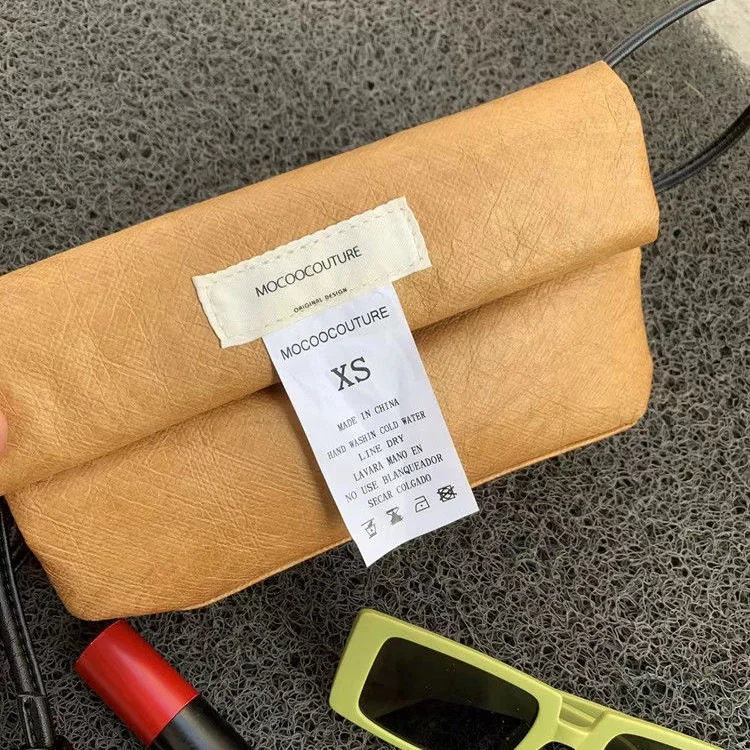 MOCOOCOUTURE
ORIGINAL DESIGN
MOCOOCOUTURE
XS
MADE IN CHINA
HAND WASHIN COLD WATER
LINE DRY
LAVARA MANO EN
NO USE BLANQUEADOR
SECAR COLGADO